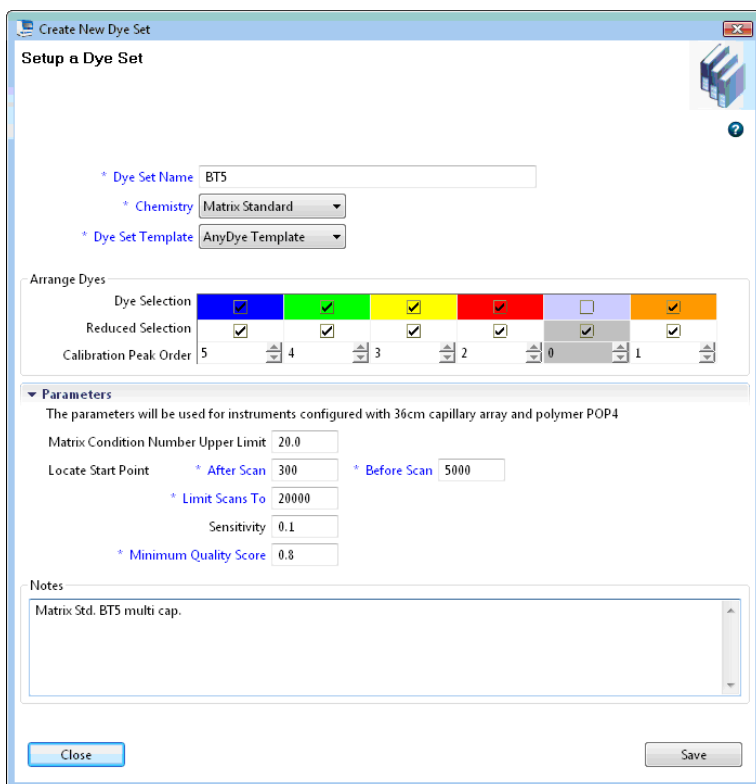 Create New Dye Set
Setup a Dye Set
* Dye Set Name BT5
* Chemistry Matrix Standard
* Dye Set Template AnyDye Template
Arrange Dyes
Dye Selection
Reduced Selection
Calibration Peak Order 5 4 3 2 0 1
Parameters
The parameters will be used for instruments configured with 36cm capillary array and polymer POP4
Matrix Condition Number Upper Limit 20.0
Locate Start Point * After Scan 300 * Before Scan 5000
* Limit Scans To 20000
Sensitivity 0.1
* Minimum Quality Score 0.8
Notes
Matrix Std. BT5 multi cap.
Close Save